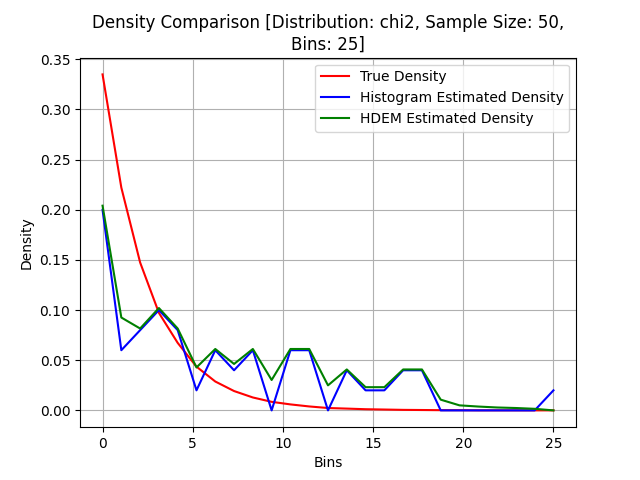 Density Comparison [Distribution: chi2, Sample Size: 50,
Bins: 25]
True Density
Histogram Estimated Density
HDEM Estimated Density
Density
0.35
0.30
0.25
0.20
0.15
0.10
0.05
0.00
0 5 10 15 20 25
Bins